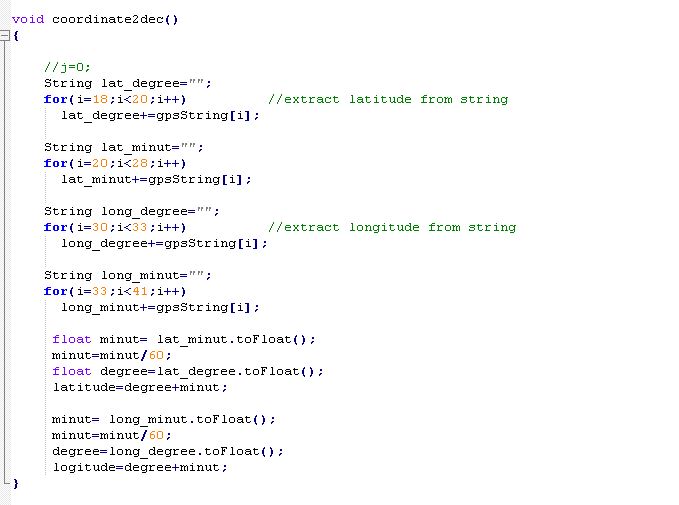 void coordinate2dec()
{
//j=0;
String lat_degree="";
for(i=18;i<20;i++) //extract latitude from string
lat_degree+=gpsString[i];
String lat_minut="";
for(i=20;i<28;i++)
lat_minut+=gpsString[i];
String long_degree="";
for(i=30;i<33;i++) //extract longitude from string
long_degree+=gpsString[i];
String long_minut="";
for(i=33;i<41;i++)
long_minut+=gpsString[i];
float minut= lat_minut.toFloat();
minut=minut/60;
float degree=lat_degree.toFloat();
latitude=degree+minut;
minut= long_minut.toFloat();
minut=minut/60;
degree=long_degree.toFloat();
logitude=degree+minut;
}